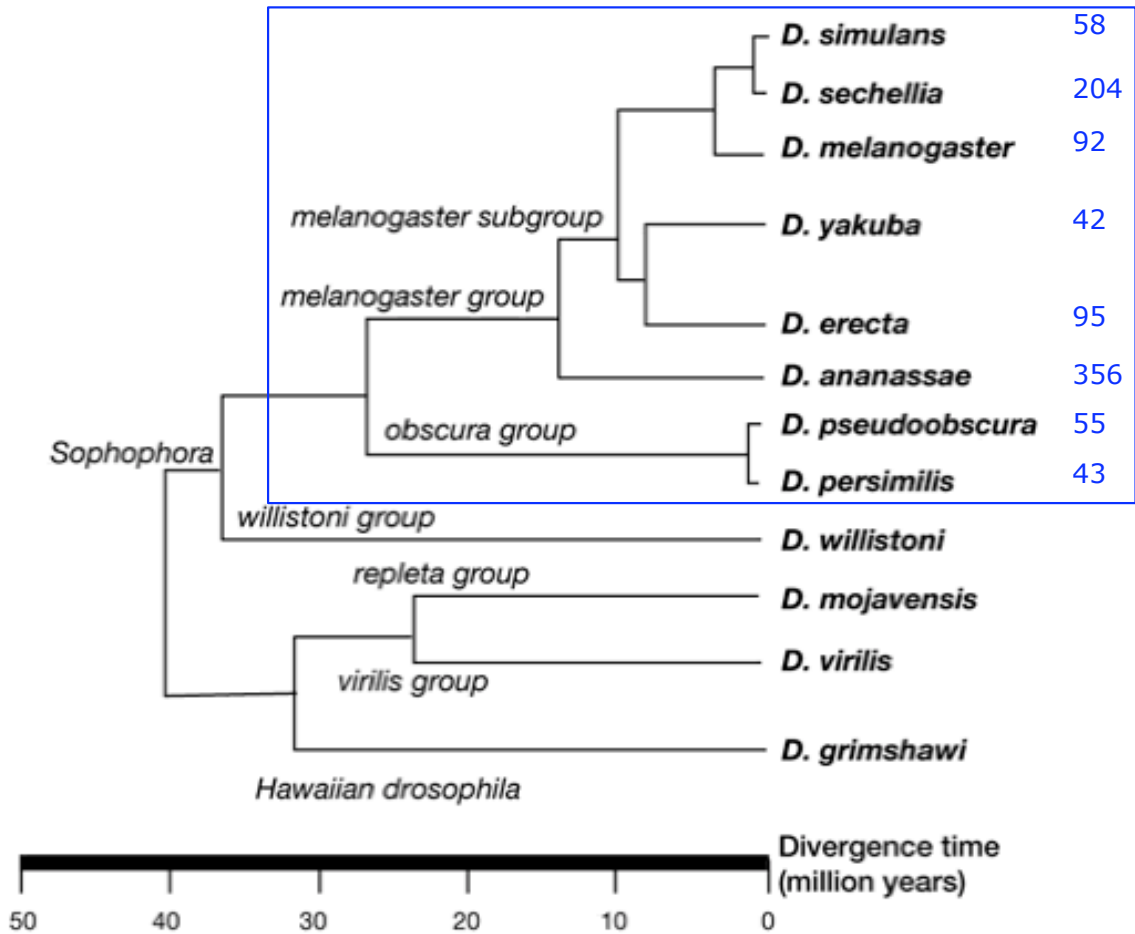 D. simulans 58
D. sechellia 204
D. melanogaster 92
melanogaster subgroup
D. yakuba 42
melanogaster group
D. erecta 95
D. ananassae 356
obscura group
D. pseudoobscura 55
Sophophora
D. persimilis 43
willistoni group
D. willistoni
repleta group
D. mojavensis
D. virilis
virilis group
D. grimshawi
Hawaiian drosophila
Divergence time
(million years)
50 40 30 20 10 0